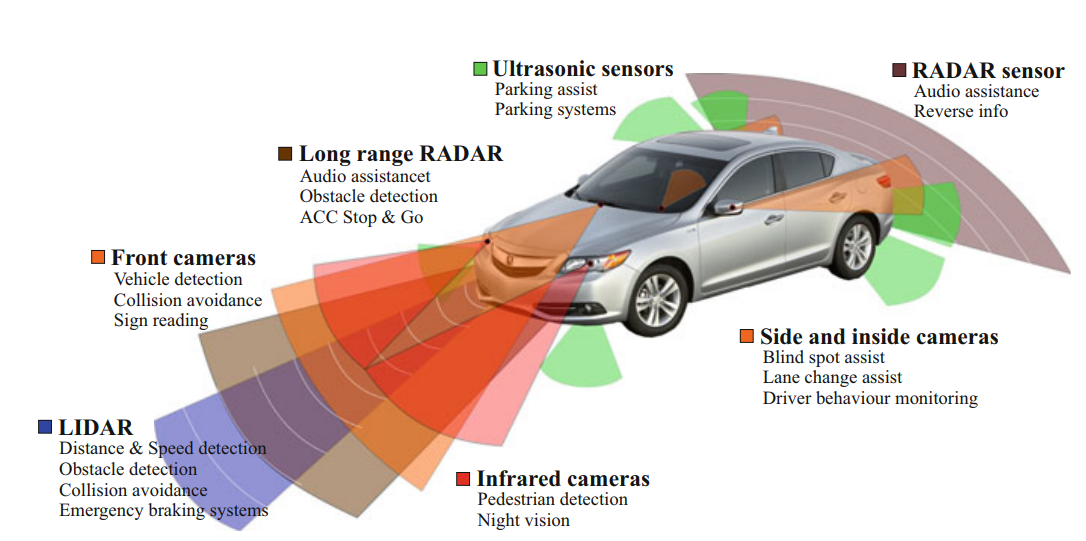 Ultrasonic sensors
Parking assist
Parking systems
RADAR sensor
Audio assistance
Reverse info
Long range RADAR
Audio assistancet
Obstacle detection
ACC Stop & Go
Front cameras
Vehicle detection
Collision avoidance
Sign reading
Side and inside cameras
Blind spot assist
Lane change assist
Driver behaviour monitoring
LIDAR
Distance & Speed detection
Obstacle detection
Collision avoidance
Emergency braking systems
Infrared cameras
Pedestrian detection
Night vision